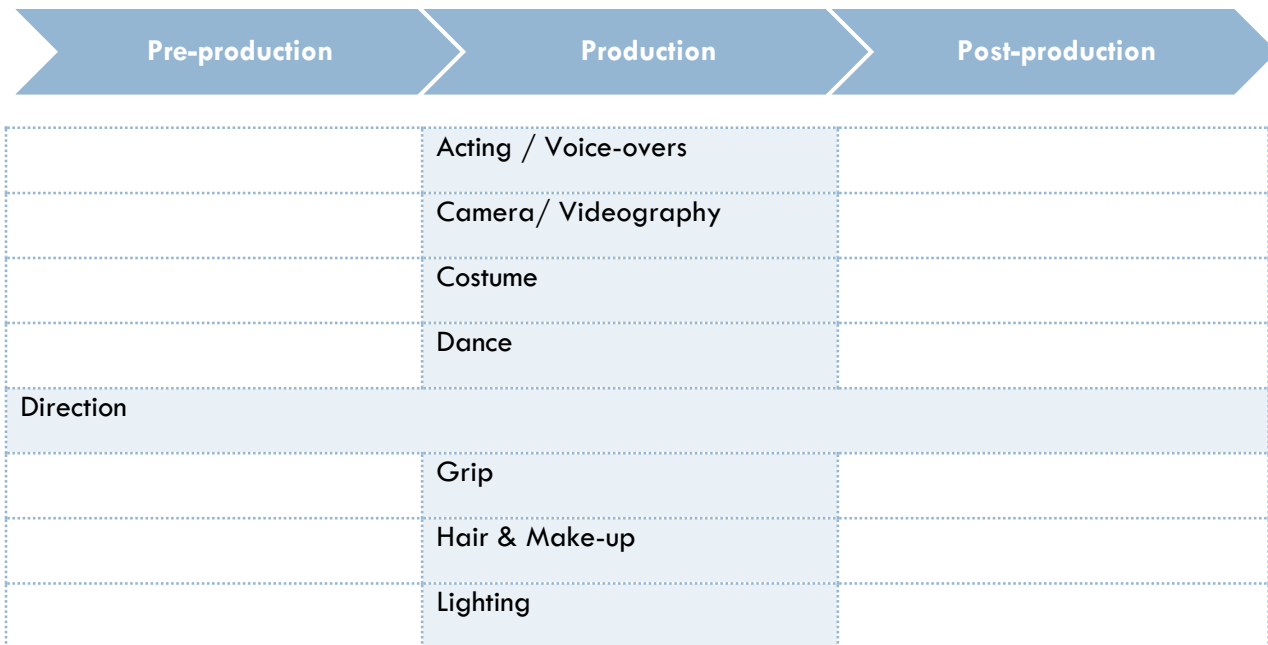 Pre-production Production Post-production
Acting / Voice-overs
Camera/ Videography
Costume
Dance
Direction
Grip
Hair & Make-up
Lighting